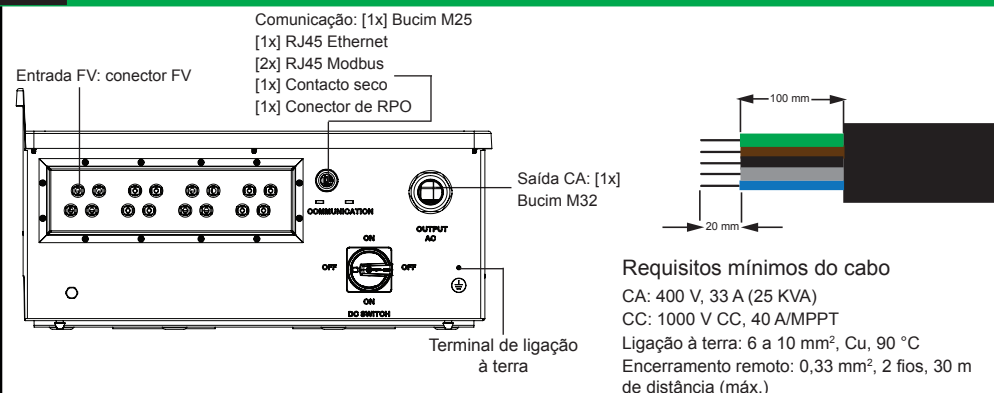 Comunicação: [1x] Bucim M25
[1x] RJ45 Ethernet
[2x] RJ45 Modbus
[1x] Contacto seco
[1x] Conector de RPO
Entrada FV: conector FV
COMMUNICATION
OUTPUT
AC
ON
OFF
OFF
ON
DC SWITCH
Saída CA: [1x]
Bucim M32
Terminal de ligação
à terra
100 mm
20 mm
Requisitos mínimos do cabo
CA: 400 V, 33 A (25 KVA)
CC: 1000 V CC, 40 A/MPPT
Ligação à terra: 6 a 10 mm², Cu, 90 °C
Encerramento remoto: 0,33 mm², 2 fios, 30 m
de distância (máx.)